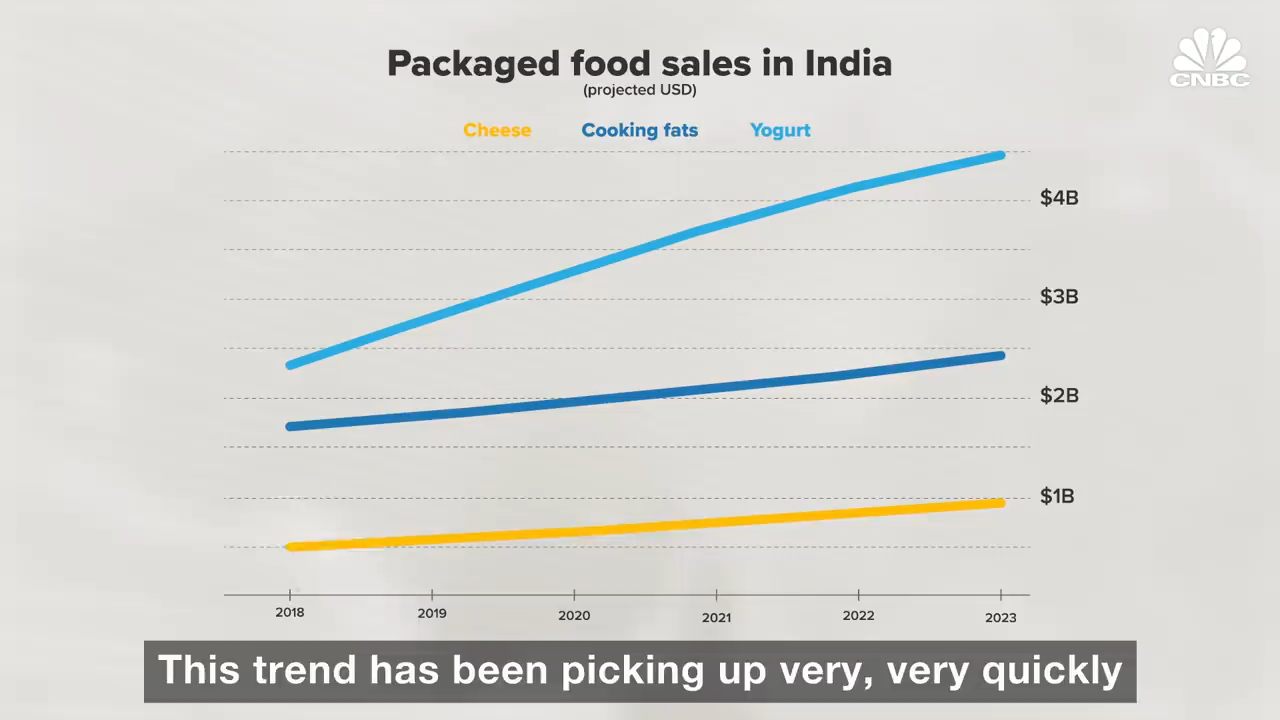 CNBC
Packaged food sales in India
(projected USD)
Cheese Cooking fats Yogurt
$4B
$3B
$2B
$1B
2018 2019 2020 2021 2022 2023
This trend has been picking up very, very quickly